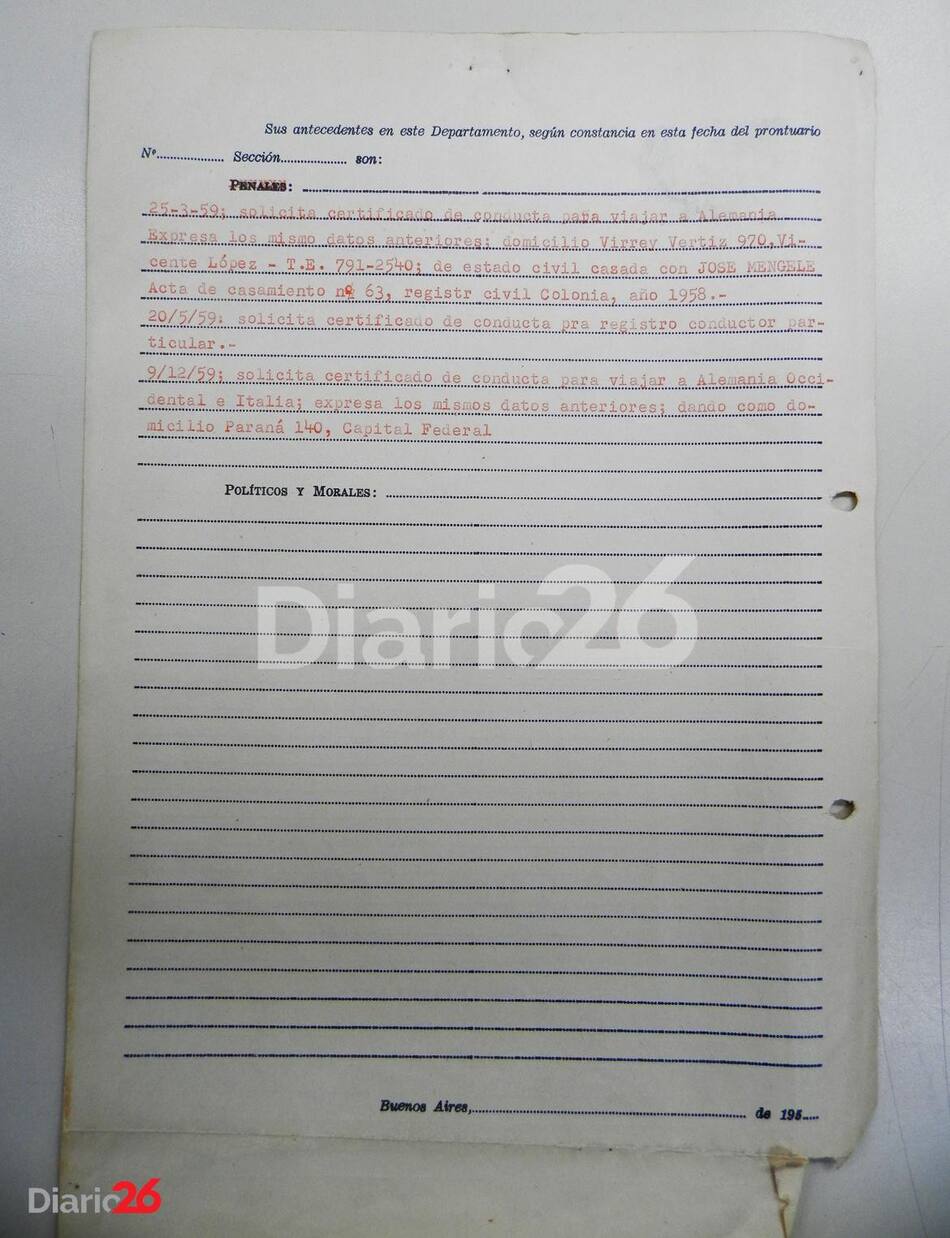 Sus antecedentes en este Departamento, según constancia en esta fecha del prontuario
Nº.................... Sección................... son:
PENALES:
25-3-59; solicita certificado de conducta para viajar a Alemania
Expresa los mismo datos anteriores; domicilio Virrey Vertiz 970,Vi-
cente López - T.E. 791-2540; de estado civil casada con JOSE MENGELE
Acta de casamiento nº 63, registr civil Colonia, año 1958.-
20/5/59: solicita certificado de conducta pra registro conductor par-
ticular.-
9/12/59; solicita certificado de conducta para viajar a Alemania Occi-
dental e Italia; expresa los mismos datos anteriores; dando como do-
micilio Paraná 140, Capital Federal
POLÍTICOS Y MORALES:
Diario26
Buenos Aires,.................... de 195....
Diario26